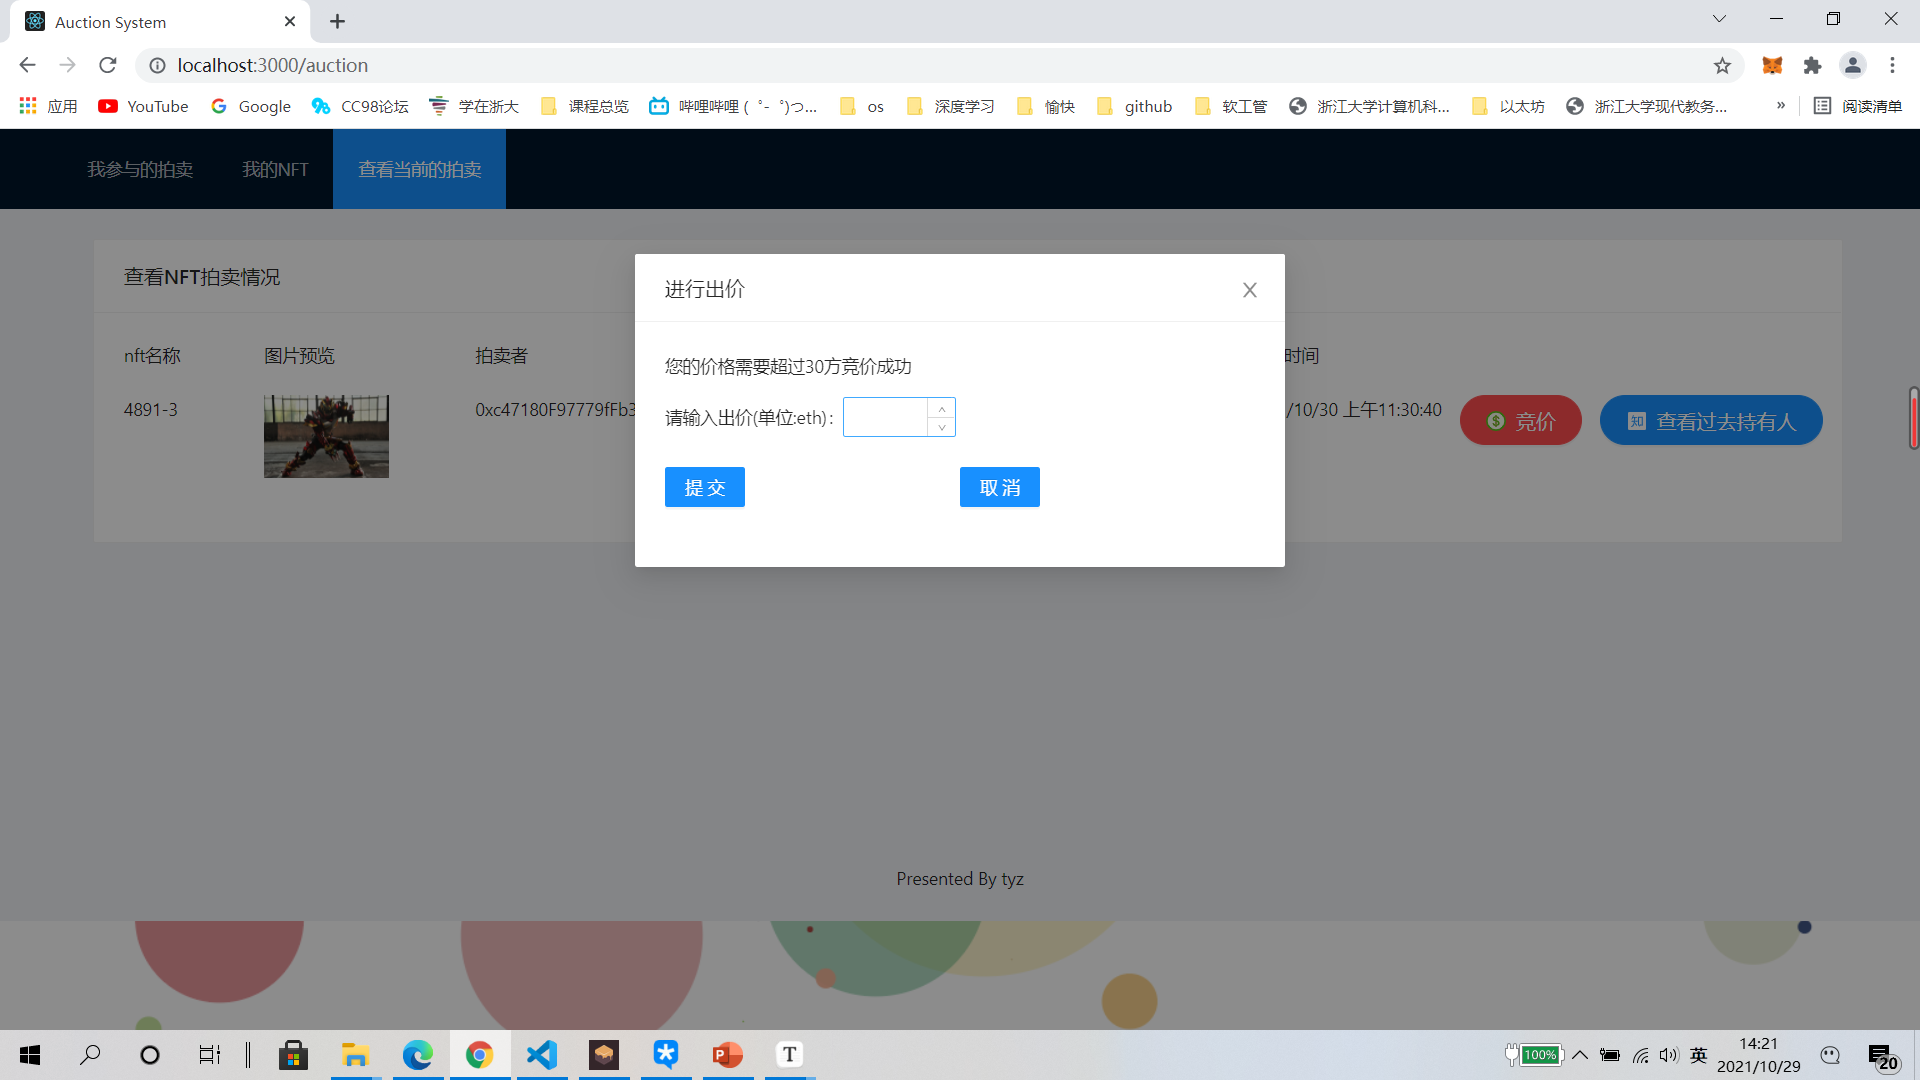 Auction System
localhost:3000/auction
应用
YouTube
Google
CC98论坛
学在浙大
课程总览
哔哩哔哩 (゜-゜)つ...
os
深度学习
愉快
github
软工管
浙江大学计算机科...
以太坊
浙江大学现代教务...
»
阅读清单
我参与的拍卖
我的NFT
查看当前的拍卖
查看NFT拍卖情况
进行出价
nft名称
图片预览
拍卖者
时间
您的价格需要超过30方竞价成功
4891-3
0xc47180F97779fFb3
/10/30 上午11:30:40
竞价
知
查看过去持有人
请输入出价(单位:eth):
提交
取消
Presented By tyz
P
T
100%
英
14:21
2021/10/29
20